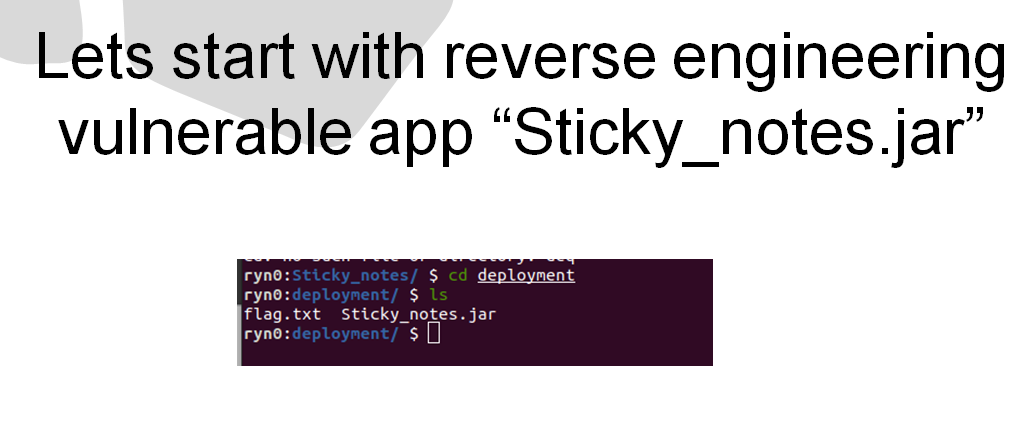 Lets start with reverse engineering
vulnerable app “Sticky_notes.jar”
ryn0:Sticky_notes/ $ cd deployment
ryn0:deployment/ $ ls
flag.txt  Sticky_notes.jar
ryn0:deployment/ $